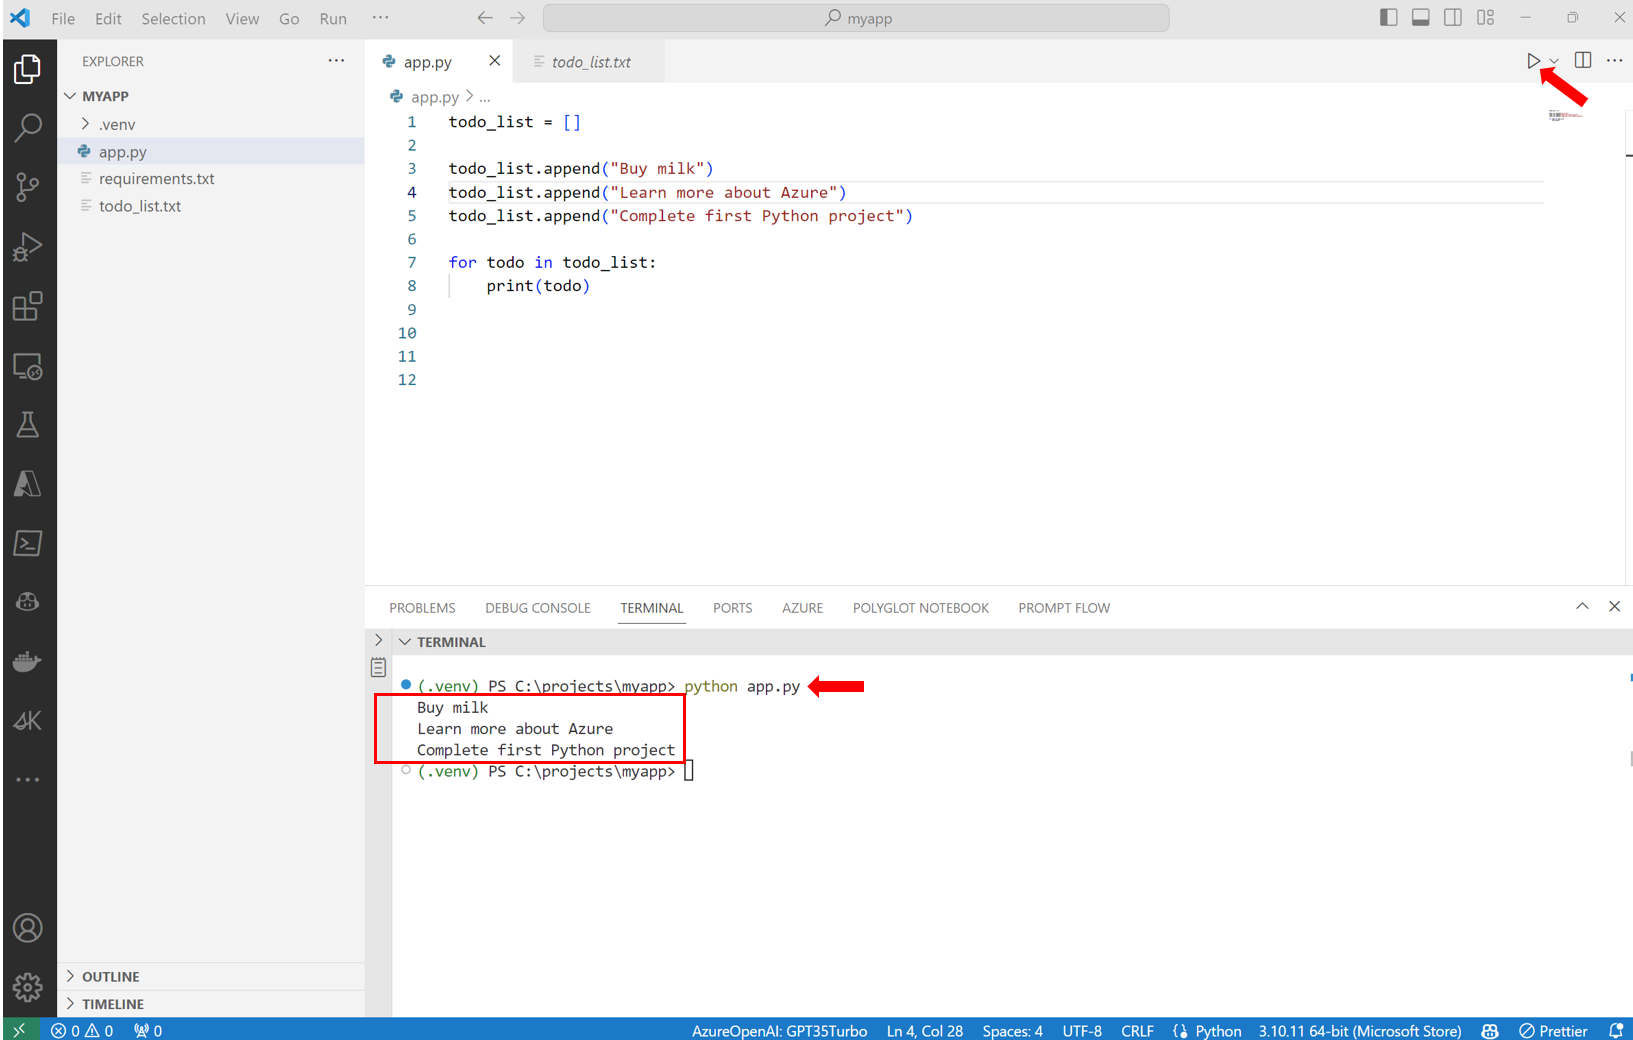 File Edit Selection View Go Run ···
myapp
EXPLORER ···
MYAPP
.venv
app.py
requirements.txt
todo_list.txt
OUTLINE
TIMELINE
app.py
todo_list.txt
app.py > ...
1 todo_list = []
2
3 todo_list.append("Buy milk")
4 todo_list.append("Learn more about Azure")
5 todo_list.append("Complete first Python project")
6
7 for todo in todo_list:
8     print(todo)
9
10
11
12
PROBLEMS DEBUG CONSOLE TERMINAL PORTS AZURE POLYGLOT NOTEBOOK PROMPT FLOW
TERMINAL
(.venv) PS C:\projects\myapp> python app.py
Buy milk
Learn more about Azure
Complete first Python project
(.venv) PS C:\projects\myapp>
0 0 0 AzureOpenAI: GPT35Turbo Ln 4, Col 28 Spaces: 4 UTF-8 CRLF Python 3.10.11 64-bit (Microsoft Store) Prettier